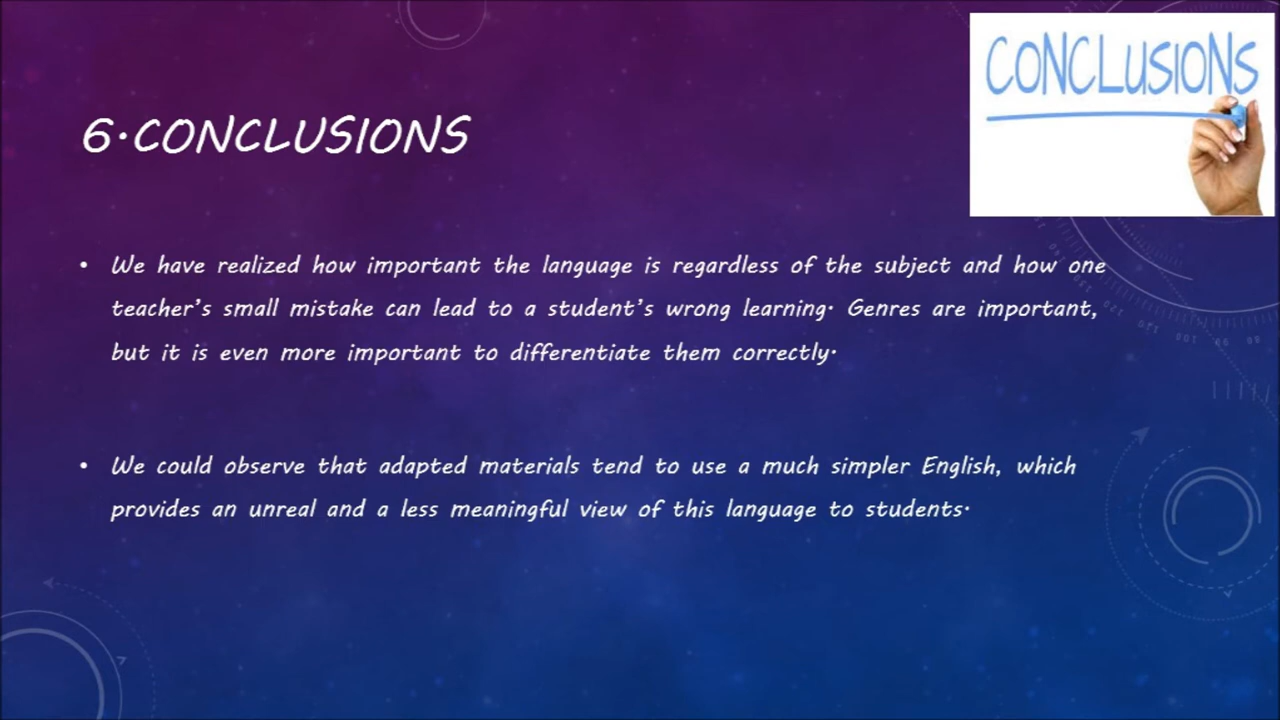 CONCLUSIONS
6.CONCLUSIONS
• We have realized how important the language is regardless of the subject and how one
teacher's small mistake can lead to a student's wrong learning. Genres are important,
but it is even more important to differentiate them correctly.
• We could observe that adapted materials tend to use a much simpler English, which
provides an unreal and a less meaningful view of this language to students.